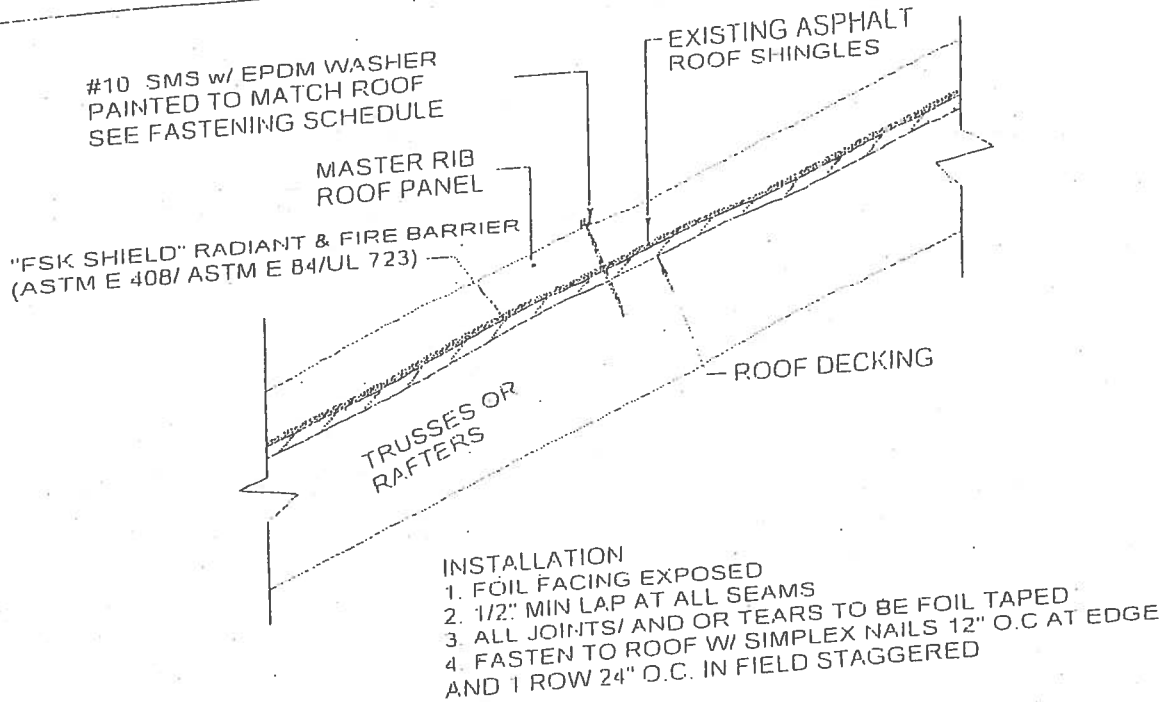 EXISTING ASPHALT
ROOF SHINGLES
#10 SMS w/ EPDM WASHER
PAINTED TO MATCH ROOF
SEE FASTENING SCHEDULE
MASTER RIB
ROOF PANEL
"FSK SHIELD" RADIANT & FIRE BARRIER
(ASTM E 408/ ASTM E 84/UL 723)
ROOF DECKING
TRUSSES OR
RAFTERS
INSTALLATION
1. FOIL FACING EXPOSED
2. 1/2" MIN LAP AT ALL SEAMS
3. ALL JOINTS/ AND OR TEARS TO BE FOIL TAPED
4. FASTEN TO ROOF W/ SIMPLEX NAILS 12" O.C AT EDGE
AND 1 ROW 24" O.C. IN FIELD STAGGERED